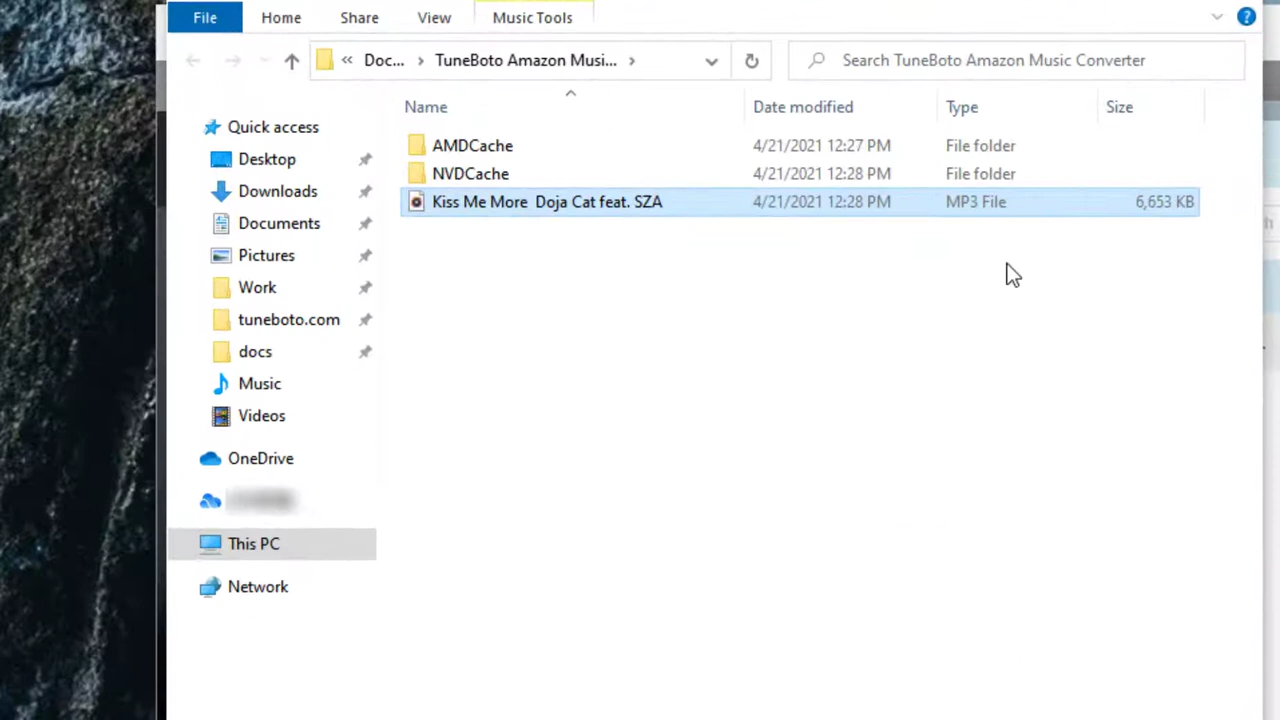 File Home Share View Music Tools
« Doc... › TuneBoto Amazon Musi... › Search TuneBoto Amazon Music Converter
Name Date modified Type Size
AMDCache 4/21/2021 12:27 PM File folder
NVDCache 4/21/2021 12:28 PM File folder
Kiss Me More  Doja Cat feat. SZA 4/21/2021 12:28 PM MP3 File 6,653 KB
Quick access
Desktop
Downloads
Documents
Pictures
Work
tuneboto.com
docs
Music
Videos
OneDrive
This PC
Network